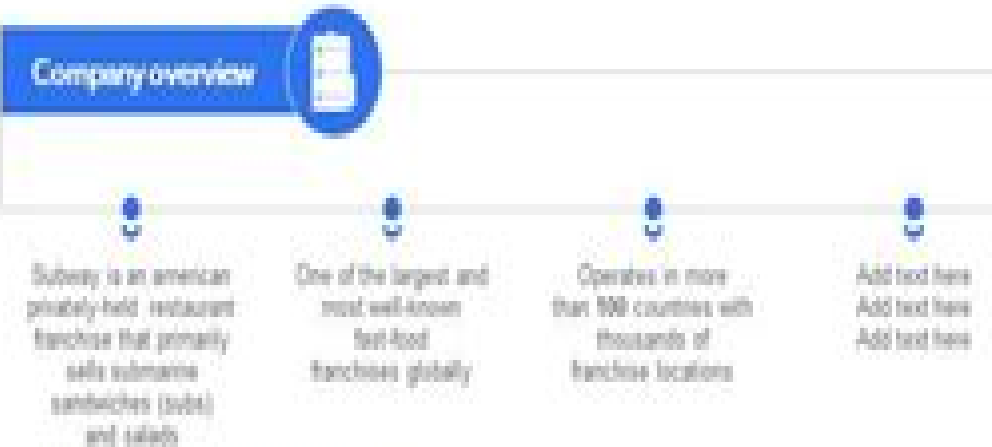 Company overview
Subway is an american
privately-held restaurant
franchise that primarily
sells submarine
sandwiches (subs)
and salads
One of the largest and
most well-known
fast-food
franchises globally
Operates in more
than 100 countries with
thousands of
franchise locations
Add text here
Add text here
Add text here